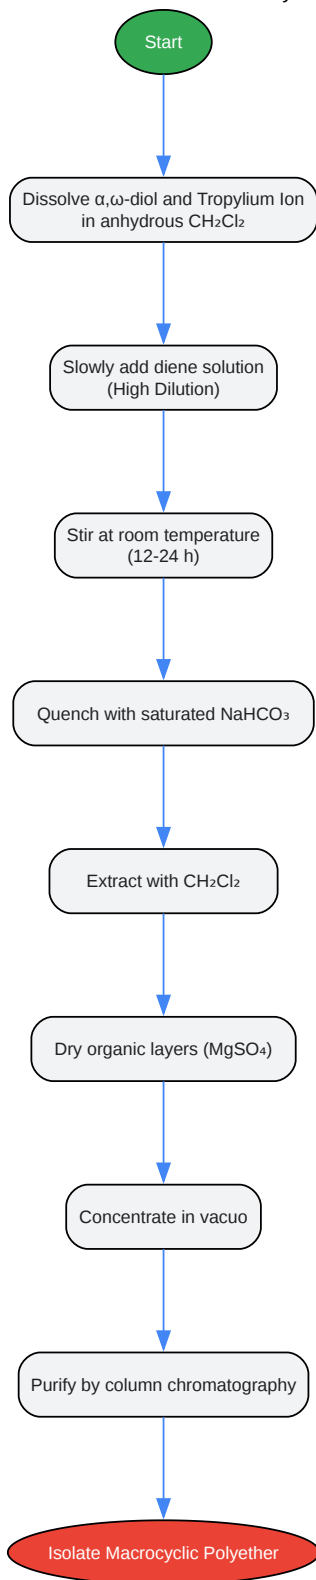 Start
Dissolve α,ω-diol and Tropylium Ion
in anhydrous CH₂Cl₂
Slowly add diene solution
(High Dilution)
Stir at room temperature
(12-24 h)
Quench with saturated NaHCO₃
Extract with CH₂Cl₂
Dry organic layers (MgSO₄)
Concentrate in vacuo
Purify by column chromatography
Isolate Macrocyclic Polyether